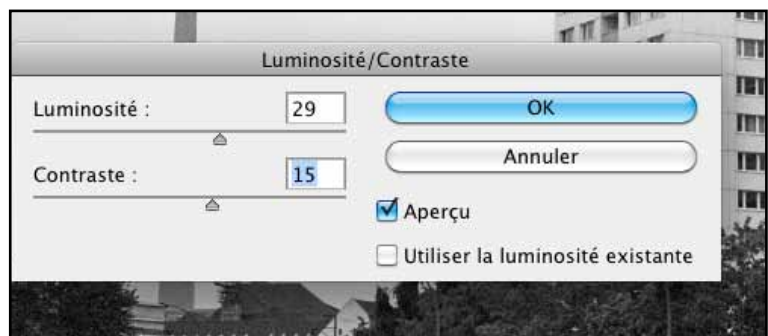 Luminosité/Contraste
Luminosité : 29
OK
Annuler
Contraste : 15
Aperçu
Utiliser la luminosité existante